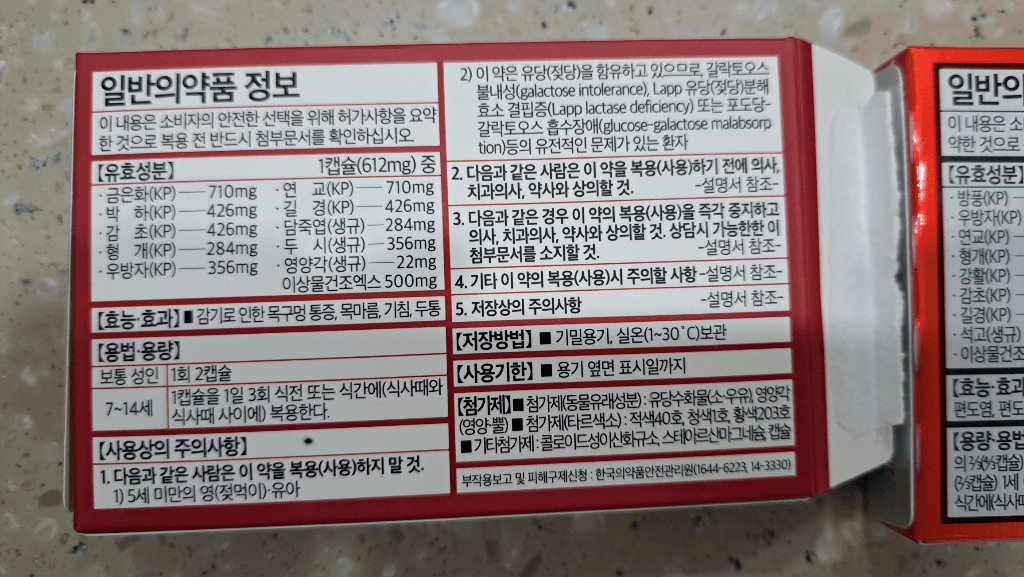 일반의약품 정보
이 내용은 소비자의 안전한 선택을 위해 허가사항을 요약
한 것으로 복용 전 반드시 첨부문서를 확인하십시오
【유효성분】 1캡슐(612mg) 중
· 금은화(KP) — 710mg · 연 교(KP) — 710mg
· 박 하(KP) — 426mg · 길 경(KP) — 426mg
· 감 초(KP) — 426mg · 담죽엽(생규) — 284mg
· 형 개(KP) — 284mg · 두 시(생규) — 356mg
· 우방자(KP) — 356mg · 영양각(생규) — 22mg
이상물건조엑스 500mg
【효능·효과】 ■ 감기로 인한 목구멍 통증, 목마름, 기침, 두통
【용법·용량】
보통 성인 1회 2캡슐
7~14세 1캡슐을 1일 3회 식전 또는 식간에(식사때와
식사때 사이에) 복용한다.
【사용상의 주의사항】
1. 다음과 같은 사람은 이 약을 복용(사용)하지 말 것.
1) 5세 미만의 영(젖먹이)·유아
2) 이 약은 유당(젖당)을 함유하고 있으므로, 갈락토오스
불내성(galactose intolerance), Lapp 유당(젖당)분해
효소 결핍증(Lapp lactase deficiency) 또는 포도당-
갈락토오스 흡수장애(glucose-galactose malabsorp
tion)등의 유전적인 문제가 있는 환자
2. 다음과 같은 사람은 이 약을 복용(사용)하기 전에 의사,
치과의사, 약사와 상의할 것. -설명서 참조-
3. 다음과 같은 경우 이 약의 복용(사용)을 즉각 중지하고
의사, 치과의사, 약사와 상의할 것. 상담시 가능한한 이
첨부문서를 소지할 것. -설명서 참조-
4. 기타 이 약의 복용(사용)시 주의할 사항 -설명서 참조-
5. 저장상의 주의사항 -설명서 참조-
【저장방법】 ■ 기밀용기, 실온(1~30˚C)보관
【사용기한】 ■ 용기 옆면 표시일까지
【첨가제】 ■ 첨가제(동물유래성분) : 유당수화물(소·우유), 영양각
(영양·뿔) ■ 첨가제(타르색소) : 적색40호, 청색1호, 황색203호
■ 기타첨가제 : 콜로이드성이산화규소, 스테아르산마그네슘, 캡슐
부작용보고 및 피해구제신청 : 한국의약품안전관리원(1644-6223, 14-3330)
일반의
이 내용은 소
약한 것으로
【유효성분】
· 방풍(KP) —
· 우방자(KP)
· 연교(KP) —
· 형개(KP) —
· 강활(KP) —
· 감초(KP) —
· 길경(KP) —
· 석고(생규)
· 이상물건조
【효능·효과
편도염, 편도
【용량·용법
의 ⅔(⅔캡슐)
(⅓캡슐) 1세
식간에(식사때